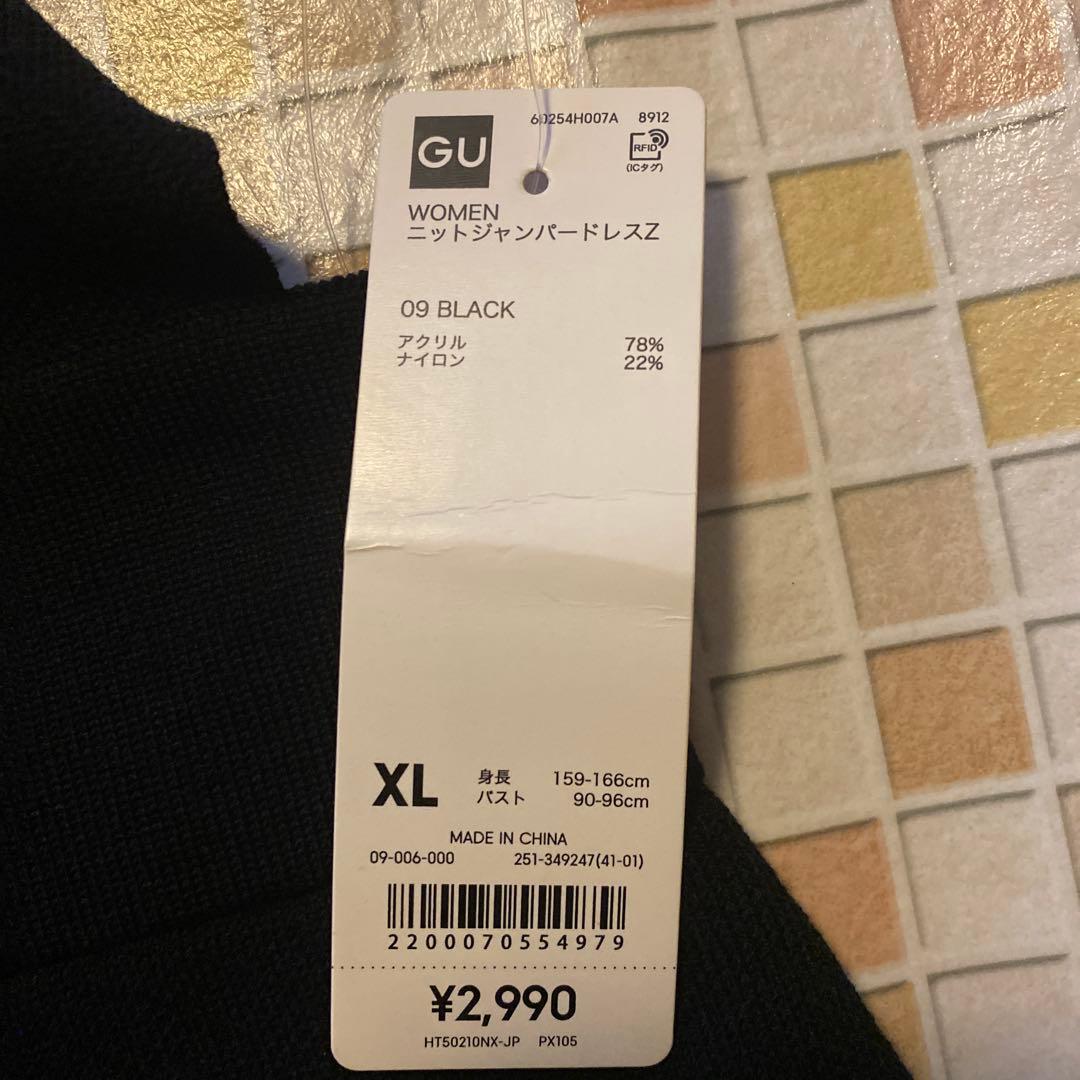 60254H007A 8912
GU
RFID
(ICタグ)
WOMEN
ニットジャンパードレスZ
09 BLACK
アクリル 78%
ナイロン 22%
XL
身長 159-166cm
バスト 90-96cm
MADE IN CHINA
09-006-000 251-349247(41-01)
2200070554979
¥2,990
HT50210NX-JP PX105